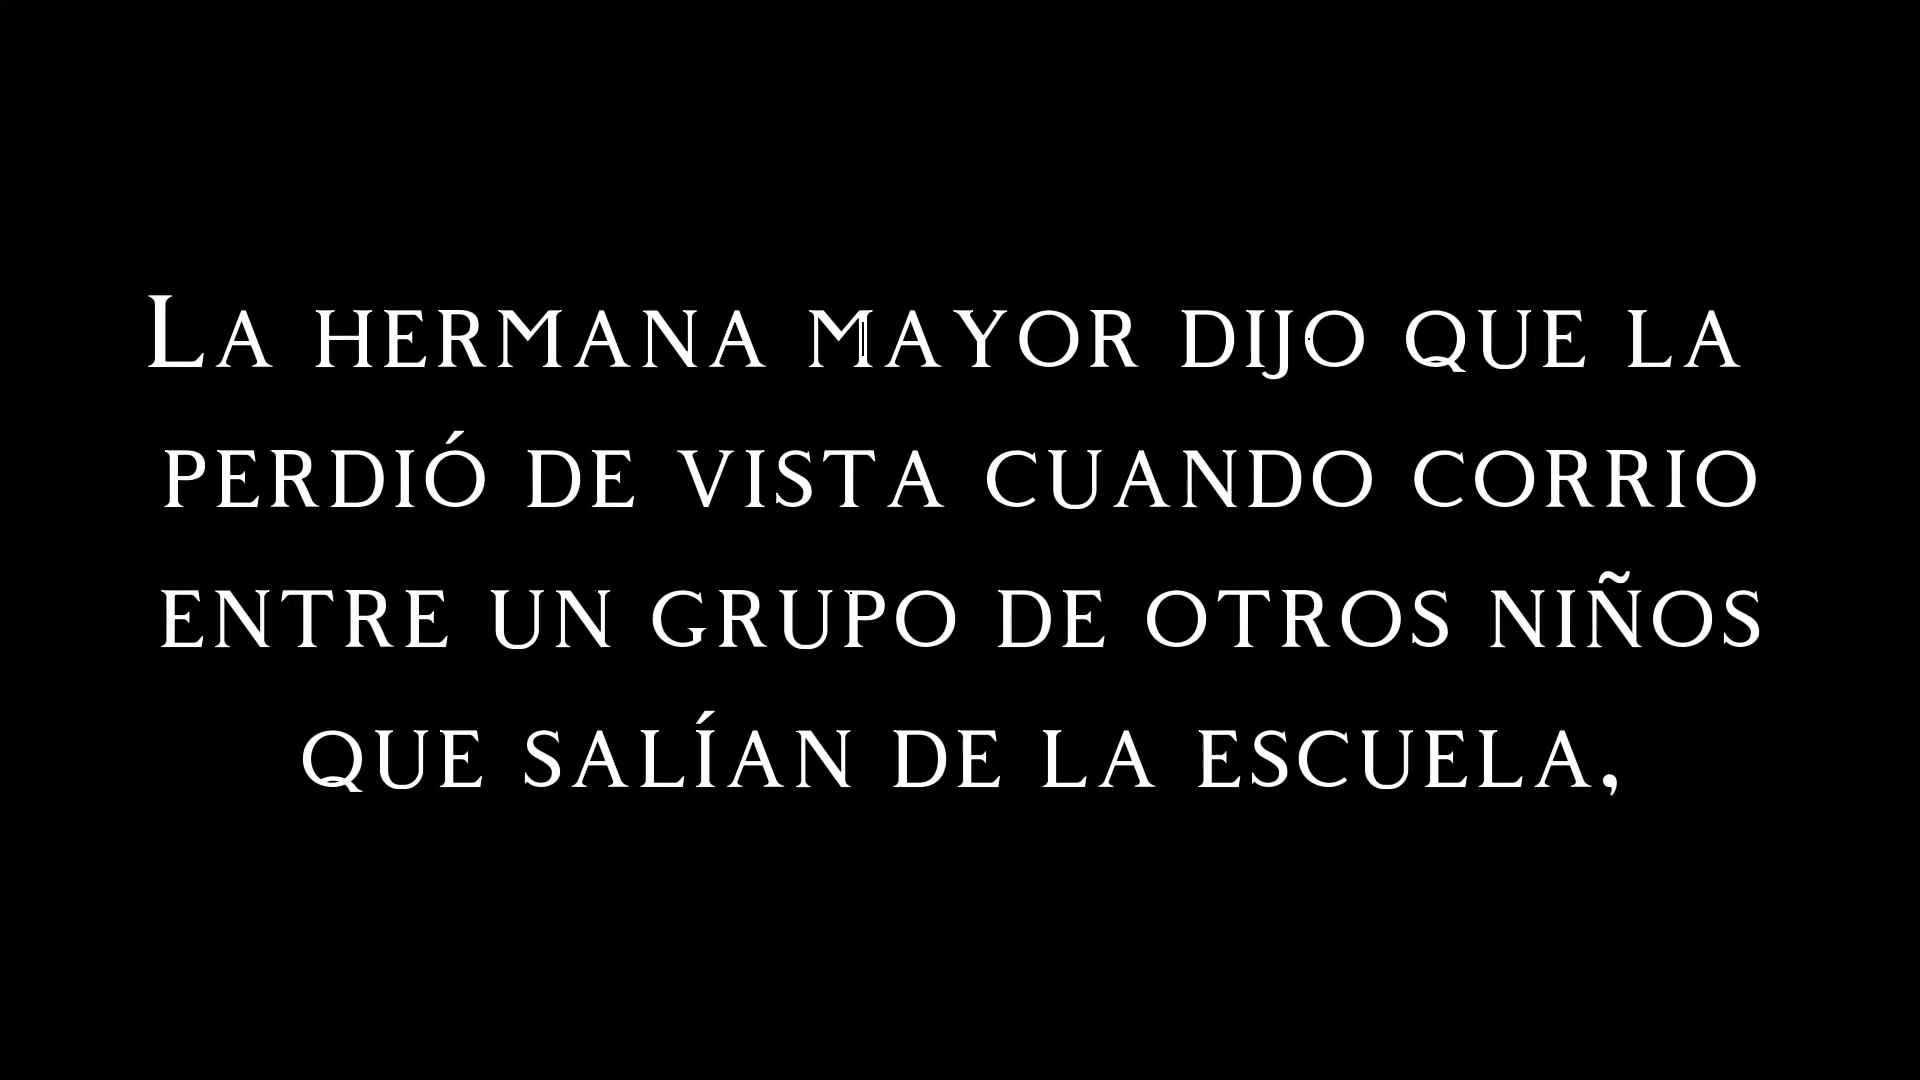 La hermana mayor dijo que la
perdió de vista cuando corrio
entre un grupo de otros niños
que salían de la escuela,